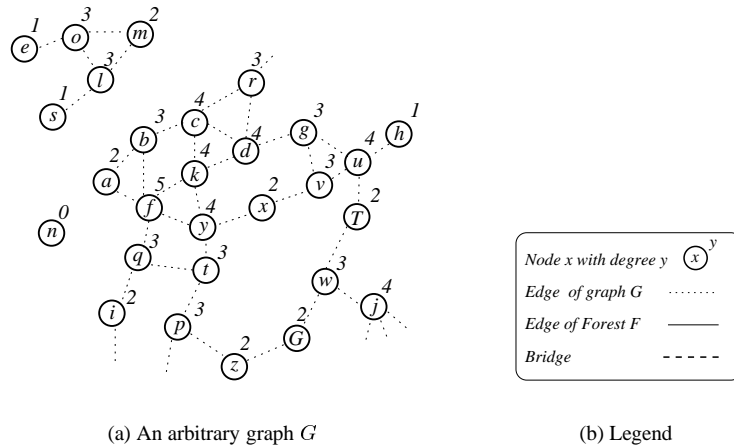 1 3 2
e o m
3
l
1
s
3
r
4 3 1
3 c g h
b 4 4
2 4 d u
a k 3
5 2 v
f 4 x 2
0 y T
n
3 3
q t 3
w
2 4
i 3 j
p 2
G
2
z
y
Node x with degree y x
Edge of graph G
Edge of Forest F
Bridge
(a) An arbitrary graph G
(b) Legend